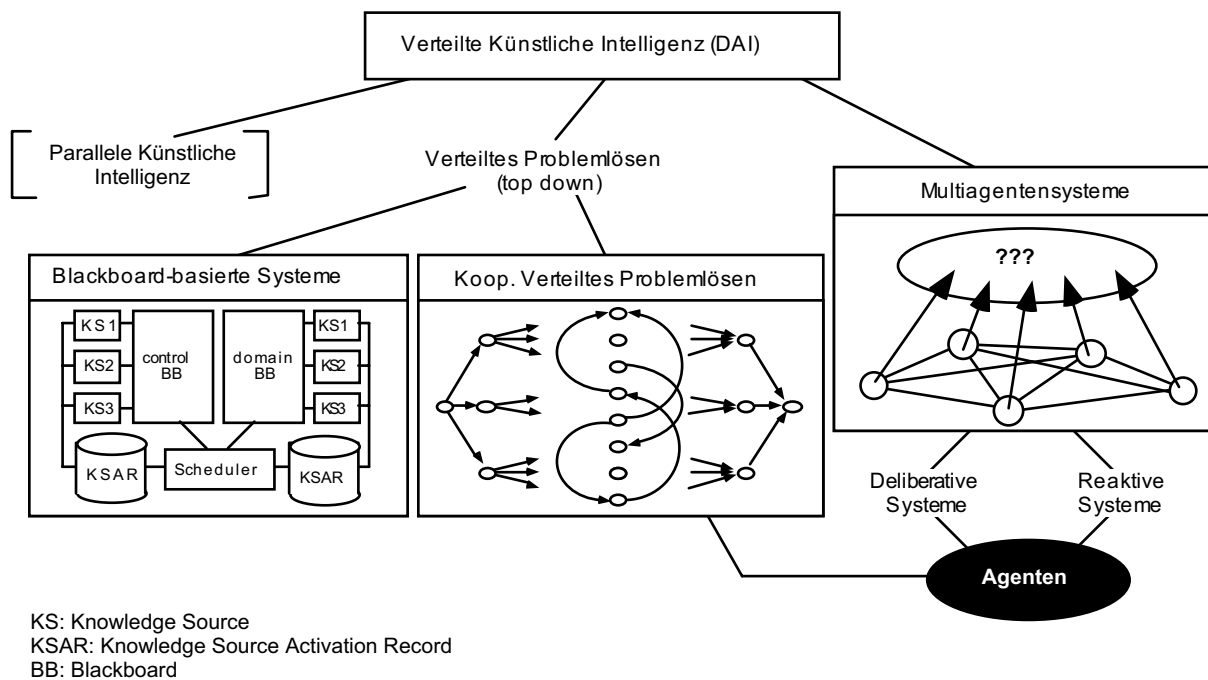 Verteilte Künstliche Intelligenz (DAI)
Parallele Künstliche
Intelligenz
Verteiltes Problemlösen
(top down)
Multiagentensysteme
???
Blackboard-basierte Systeme
KS1
KS2
KS3
control
BB
domain
BB
KS1
KS2
KS3
KSAR
Scheduler
KSAR
Koop. Verteiltes Problemlösen
Deliberative
Systeme
Reaktive
Systeme
Agenten
KS: Knowledge Source
KSAR: Knowledge Source Activation Record
BB: Blackboard